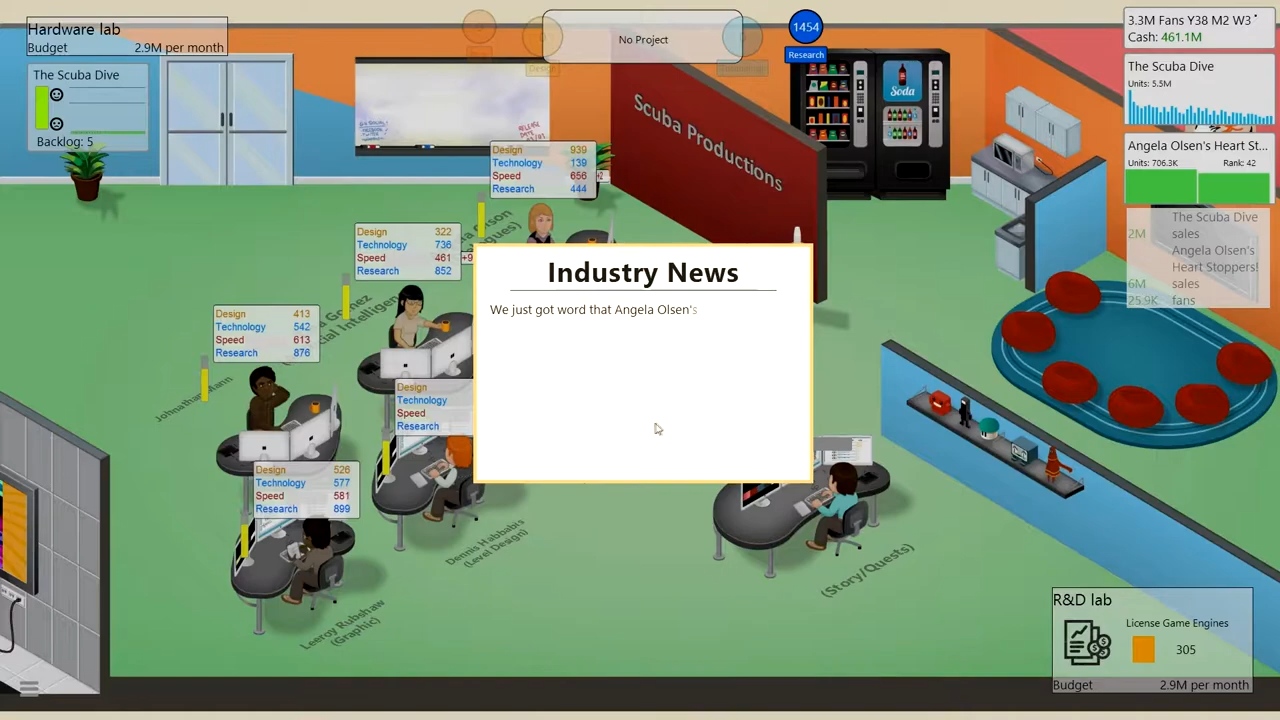 Hardware lab
Budget 2.9M per month
The Scuba Dive
Backlog: 5
No Project
1454
Research
3.3M Fans Y38 M2 W3
Cash: 461.1M
The Scuba Dive
Units: 5.5M
Angela Olsen's Heart St...
Units: 706.3K Rank: 42
The Scuba Dive
2M sales
Angela Olsen's
Heart Stoppers!
6M sales
25.9K fans
Soda
Scuba Productions
RELEASE
DATE
Design 939
Technology 139
Speed 656
Research 444
Design 322
Technology 736
Speed 461 +9
Research 852
Design 413
Technology 542
Speed 613
Research 876
Design
Technology
Speed
Research
Design 526
Technology 577
Speed 581
Research 899
Industry News
We just got word that Angela Olsen's
Dennis Habbabis
(Level Design)
Leeroy Rubshaw
(Graphic)
(Story/Quests)
R&D lab
License Game Engines
305
Budget 2.9M per month